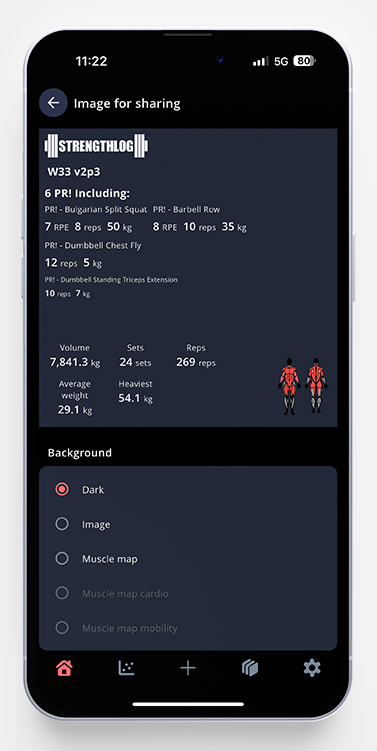 11:22
5G 80
Image for sharing
STRENGTHLOG
W33 v2p3
6 PR! Including:
PR! - Bulgarian Split Squat PR! - Barbell Row
7 RPE 8 reps 50 kg 8 RPE 10 reps 35 kg
PR! - Dumbbell Chest Fly
12 reps 5 kg
PR! - Dumbbell Standing Triceps Extension
10 reps 7 kg
Volume Sets Reps
7,841.3 kg 24 sets 269 reps
Average weight Heaviest
29.1 kg 54.1 kg
Background
Dark
Image
Muscle map
Muscle map cardio
Muscle map mobility